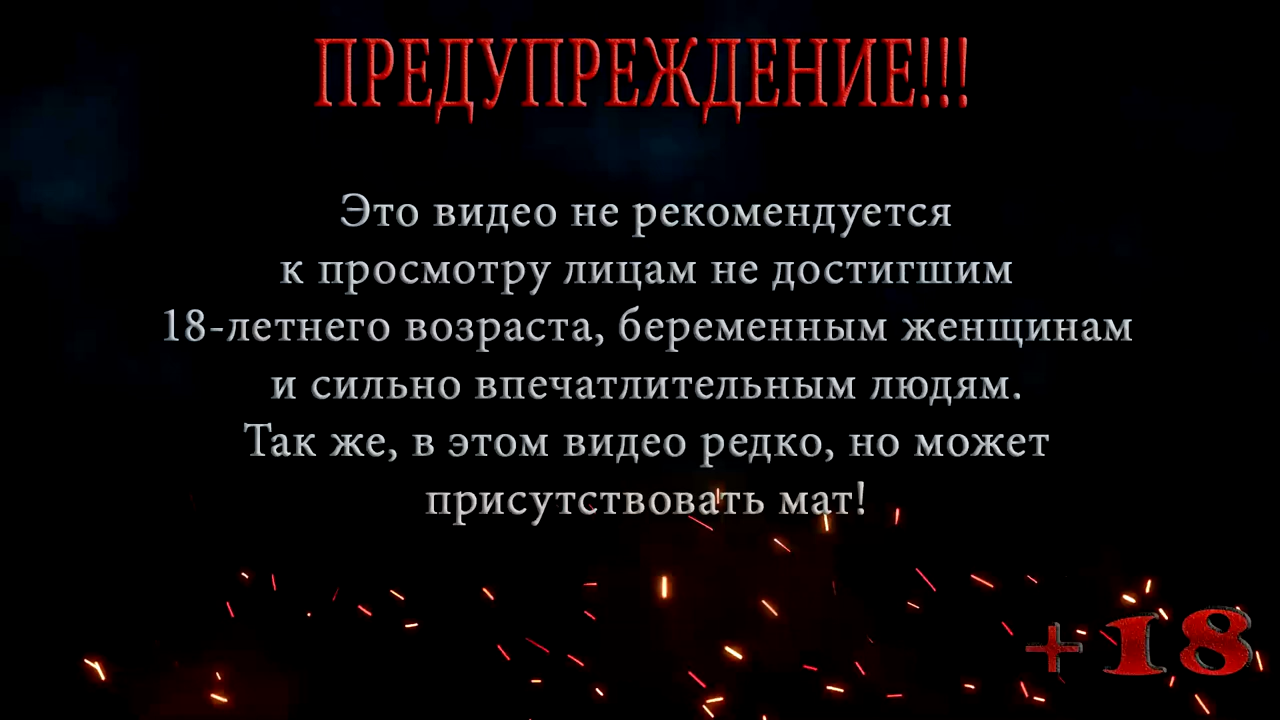 ПРЕДУПРЕЖДЕНИЕ!!!
Это видео не рекомендуется
к просмотру лицам не достигшим
18-летнего возраста, беременным женщинам
и сильно впечатлительным людям.
Так же, в этом видео редко, но может
присутствовать мат!
+18